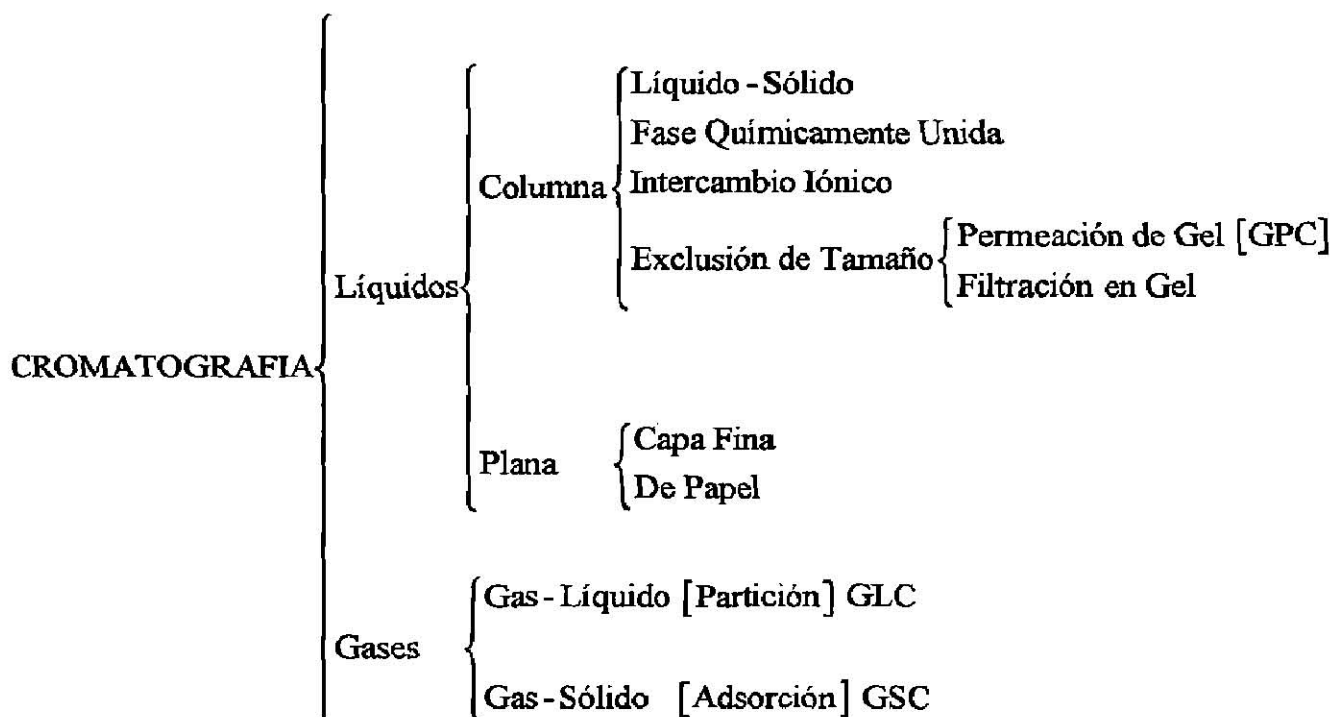 CROMATOGRAFIA
Líquidos
Columna
Líquido - Sólido
Fase Químicamente Unida
Intercambio Iónico
Exclusión de Tamaño
Permeación de Gel [GPC]
Filtración en Gel
Plana
Capa Fina
De Papel
Gases
Gas - Líquido [Partición] GLC
Gas - Sólido [Adsorción] GSC